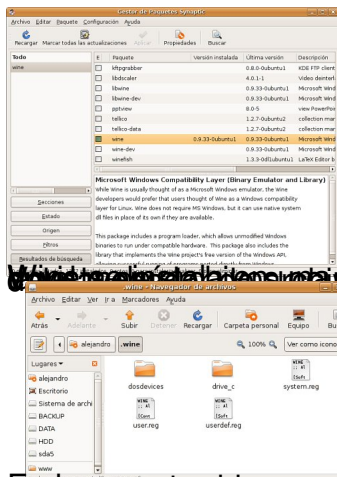 Gestor de Paquetes Synaptic
Archivo Editar Paquete Configuración Ayuda
Recargar Marcar todas las actualizaciones Aplicar Propiedades Buscar
Todo E Paquete Versión instalada Última versión Descripción
wine
kftpgrabber 0.8.0-0ubuntu1 KDE FTP client
libdscaler 4.0.1-1 Video deinterl
libwine 0.9.33-0ubuntu1 Microsoft Wind
libwine-dev 0.9.33-0ubuntu1 Microsoft Wind
pptview 8.0-5 view PowerPoin
tellico 1.2.7-0ubuntu2 collection mar
tellico-data 1.2.7-0ubuntu2 collection mar
wine 0.9.33-0ubuntu1 0.9.33-0ubuntu1 Microsoft Wind
wine-dev 0.9.33-0ubuntu1 Microsoft Wind
winefish 1.3.3-0dl1ubuntu1 LaTeX Editor b
Microsoft Windows Compatibility Layer (Binary Emulator and Library)
While Wine is usually thought of as a Microsoft Windows emulator, the Wine
developers would prefer that users thought of Wine as a Windows compatibility
layer for Linux. Wine does not require MS Windows, but it can use native system
dll files in place of its own if they are available.
This package includes a program loader, which allows unmodified Windows
binaries to run under compatible hardware. This package also includes the
library that implements the Wine project's free version of the Windows API,
Secciones
Estado
Origen
Filtros
Resultados de búsqueda
.wine - Navegador de archivos
Archivo Editar Ver Ir a Marcadores Ayuda
Atrás Adelante Subir Detener Recargar Carpeta personal Equipo Bu
alejandro .wine 100% Ver como icono
Lugares
alejandro
Escritorio
Sistema de archi
BACKUP
DATA
HDD
sda5
www
dosdevices drive_c system.reg
user.reg userdef.reg